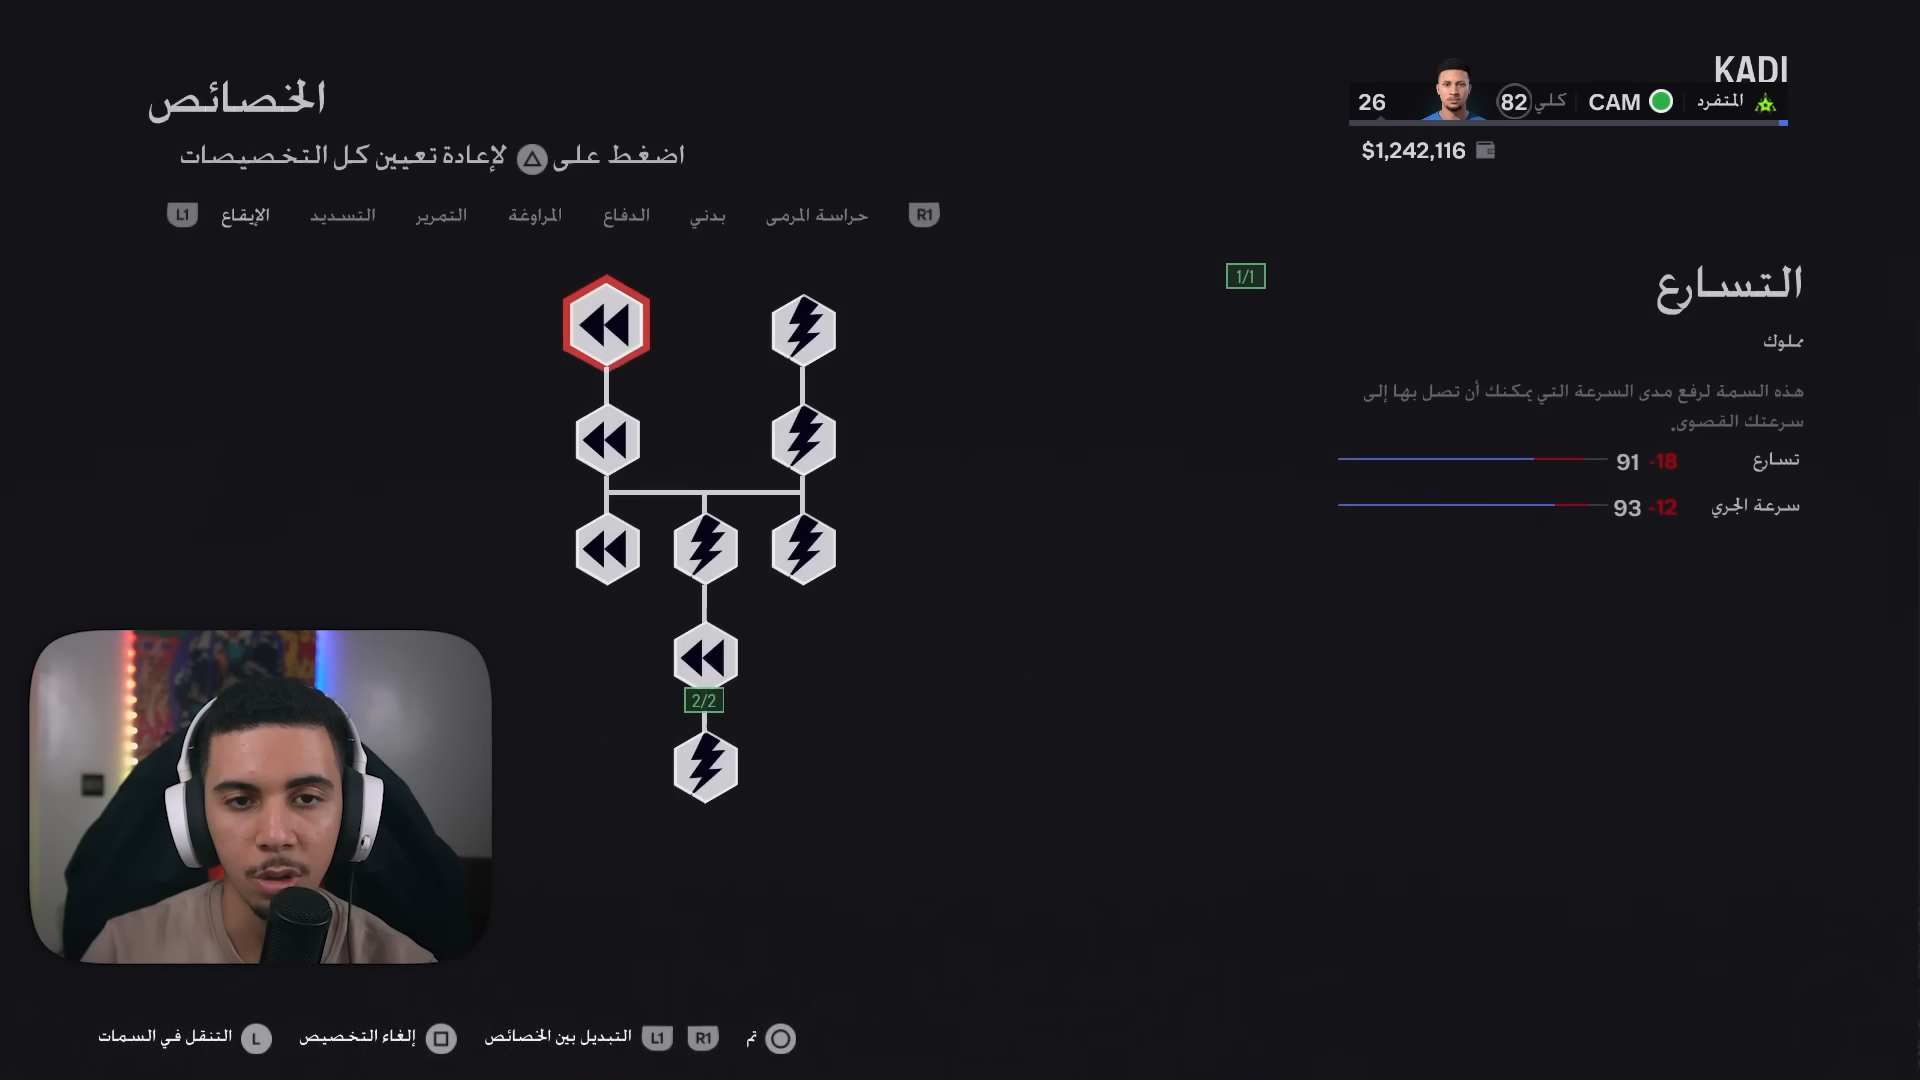 KADI
الخصائص
المتفرد CAM كلي 82 26
$1,242,116
اضغط على △ لإعادة تعيين كل التخصيصات
L1 الإيقاع التسديد التمرير المراوغة الدفاع بدني حراسة المرمى R1
1/1
التسارع
مملوك
هذه السمة لرفع مدى السرعة التي يمكنك أن تصل بها إلى
سرعتك القصوى.
تسارع -18 91
سرعة الجري -12 93
2/2
L التنقل في السمات
إلغاء التخصيص
التبديل بين الخصائص L1 R1
تم